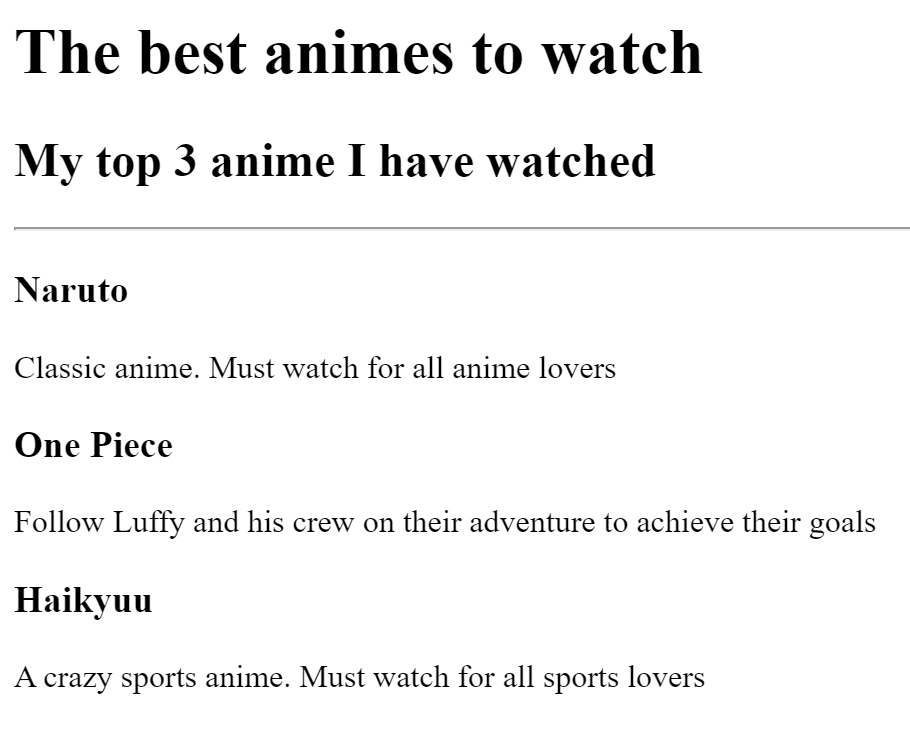 The best animes to watch
My top 3 anime I have watched
Naruto
Classic anime. Must watch for all anime lovers
One Piece
Follow Luffy and his crew on their adventure to achieve their goals
Haikyuu
A crazy sports anime. Must watch for all sports lovers